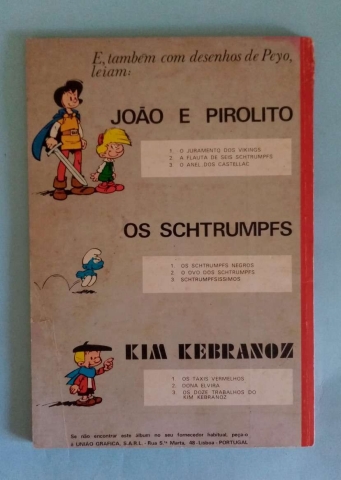 E, também com desenhos de Peyo,
leiam:
JOÃO E PIROLITO
1. O JURAMENTO DOS VIKINGS
2. A FLAUTA DE SEIS SCHTRUMPFS
3. O ANEL DOS CASTELLAC
OS SCHTRUMPFS
1. OS SCHTRUMPFS NEGROS
2. O OVO DOS SCHTRUMPFS
3. SCHTRUMPFSISSIMOS
KIM KEBRANOZ
1. OS TAXIS VERMELHOS
2. DONA ELVIRA
3. OS DOZE TRABALHOS DO
KIM KEBRANOZ
Se não encontrar este álbum no seu fornecedor habitual, peça-o
à UNIÃO GRÁFICA, S.A.R.L. - Rua S.ta Marta, 48 - Lisboa - PORTUGAL